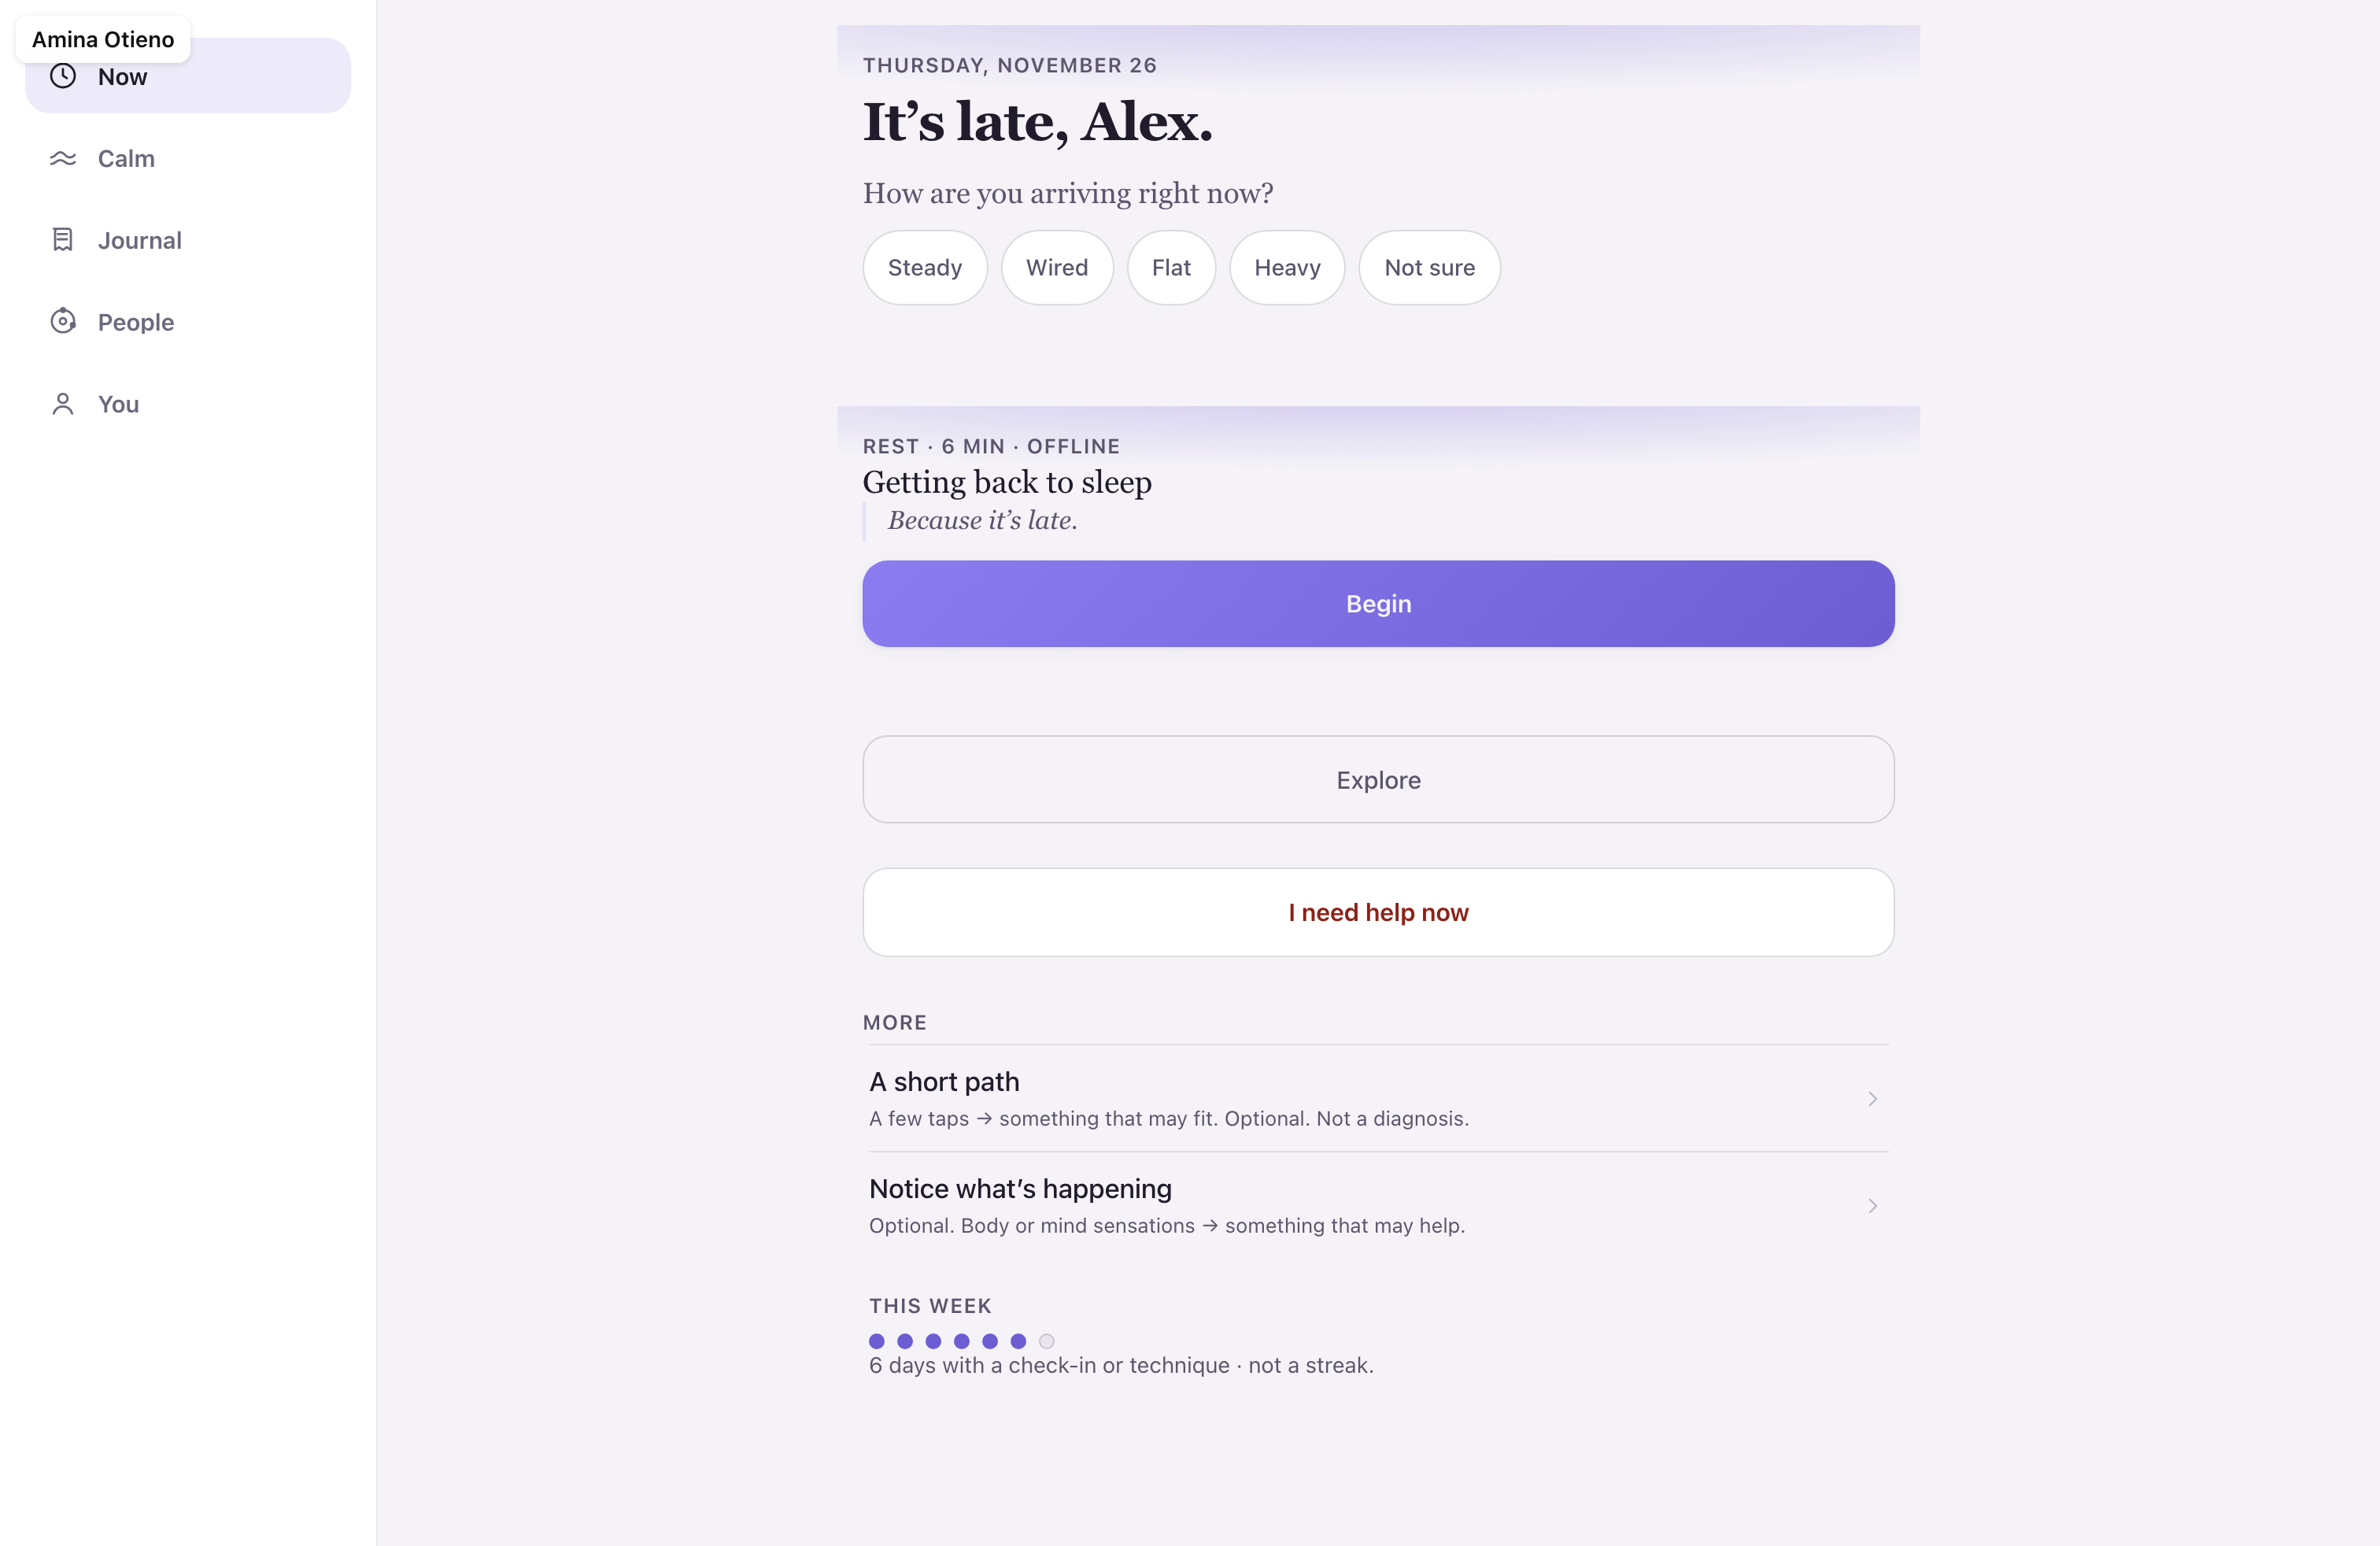 Amina Otieno
Now
Calm
Journal
People
You
THURSDAY, NOVEMBER 26
It’s late, Alex.
How are you arriving right now?
Steady Wired Flat Heavy Not sure
REST · 6 MIN · OFFLINE
Getting back to sleep
Because it’s late.
Begin
Explore
I need help now
MORE
A short path
A few taps → something that may fit. Optional. Not a diagnosis.
Notice what’s happening
Optional. Body or mind sensations → something that may help.
THIS WEEK
6 days with a check-in or technique · not a streak.